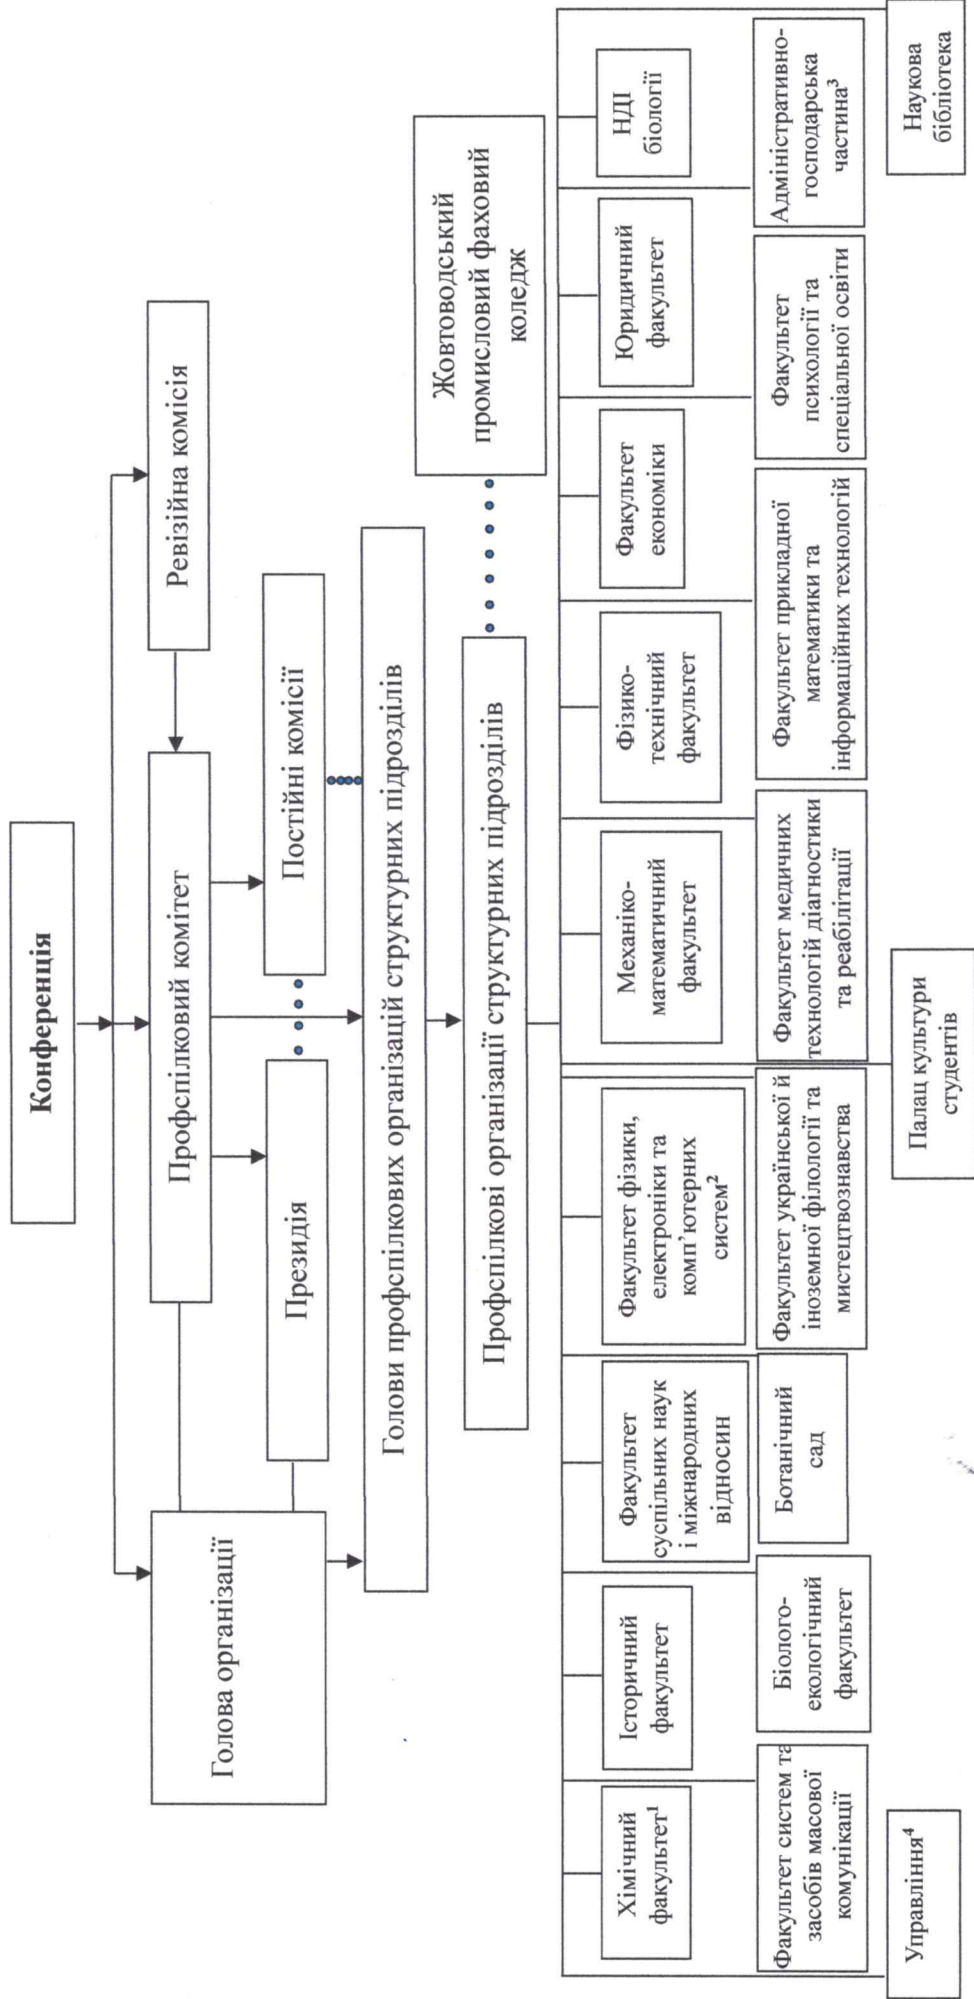 Конференція
Ревізійна комісія
Профспілковий комітет
Голова організації
Президія
Постійні комісії
Голови профспілкових організацій структурних підрозділів
Профспілкові організації структурних підрозділів
Жовтоводський
промисловий фаховий
коледж
Хімічний
факультет¹
Історичний
факультет
Факультет
суспільних наук
і міжнародних
відносин
Факультет фізики,
електроніки та
комп’ютерних
систем²
Механіко-
математичний
факультет
Фізико-
технічний
факультет
Факультет
економіки
Юридичний
факультет
НДІ
біології
Факультет систем та
засобів масової
комунікації
Біолого-
екологічний
факультет
Ботанічний
сад
Факультет української й
іноземної філології та
мистецтвознавства
Факультет медичних
технологій діагностики
та реабілітації
Факультет прикладної
математики та
інформаційних технологій
Факультет
психології та
спеціальної освіти
Адміністративно-
господарська
частина³
Управління⁴
Палац культури
студентів
Наукова
бібліотека